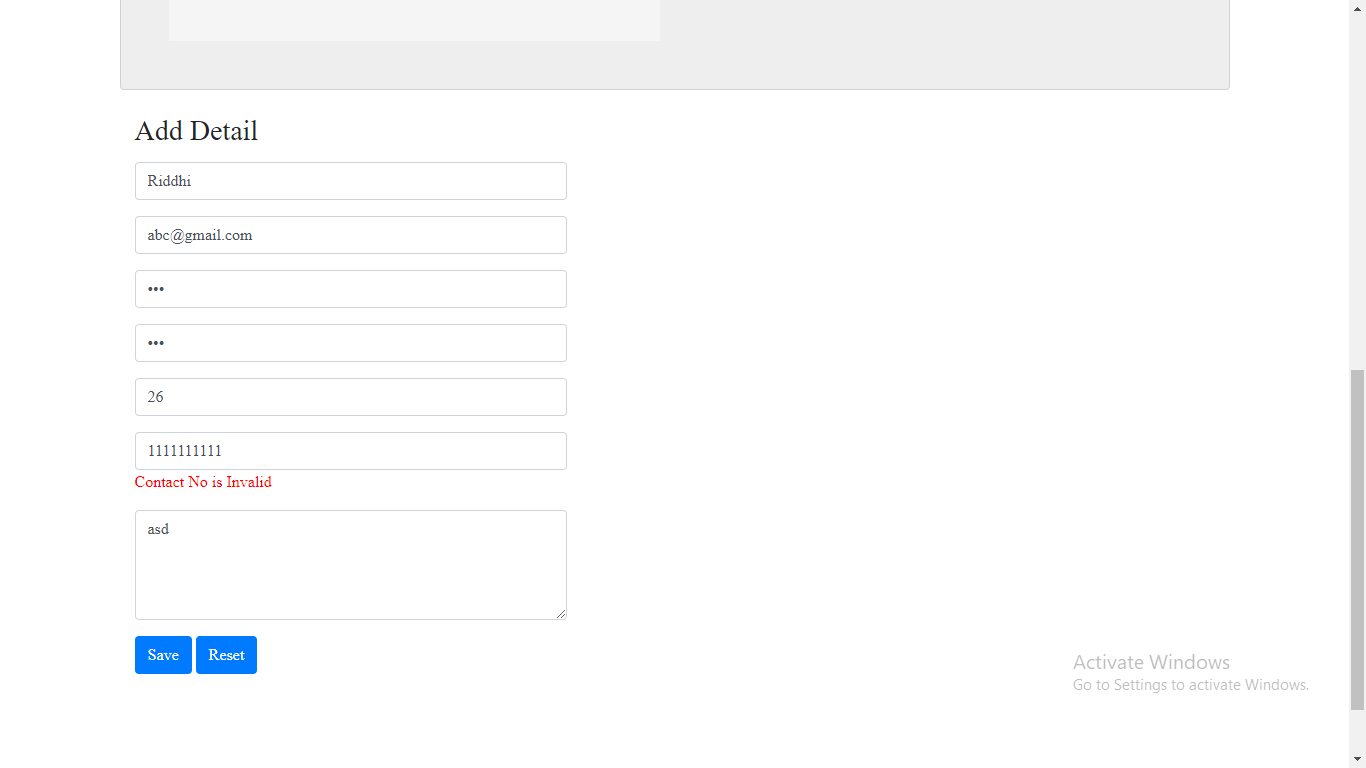 Add Detail
Riddhi
abc@gmail.com
•••
•••
26
1111111111
Contact No is Invalid
asd
Save Reset
Activate Windows
Go to Settings to activate Windows.